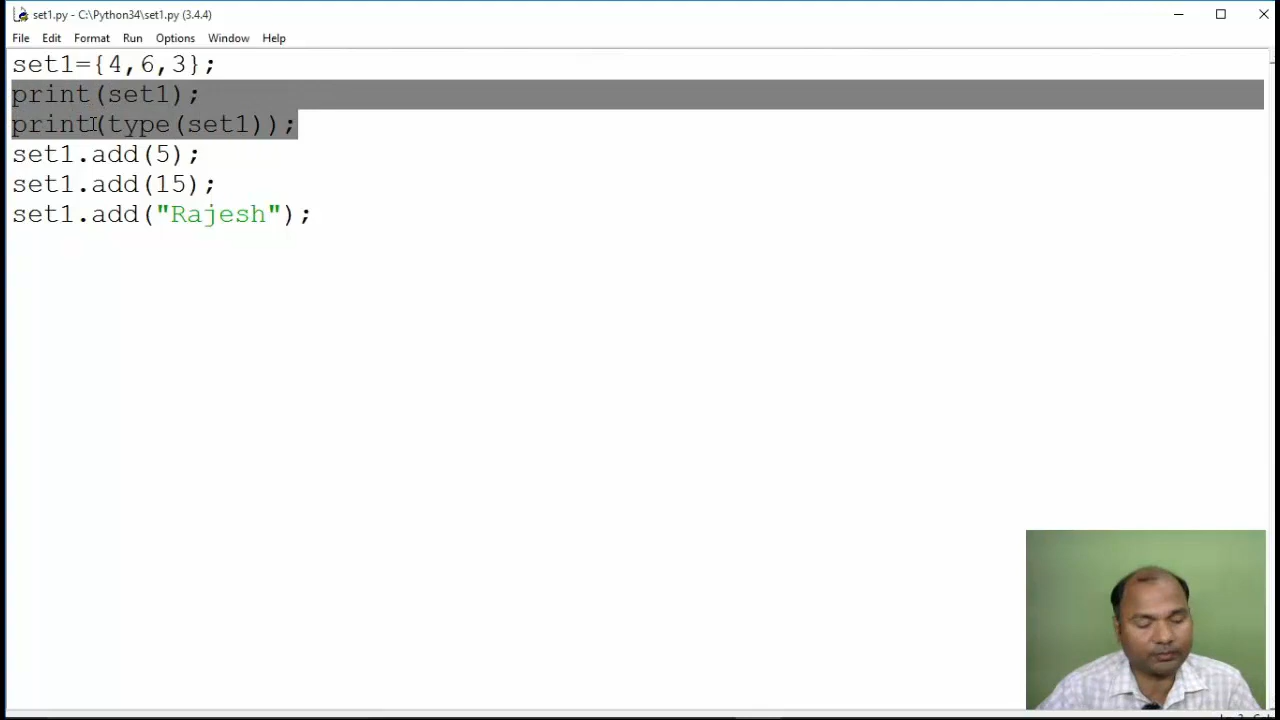 set1.py - C:\Python34\set1.py (3.4.4)
File Edit Format Run Options Window Help
set1={4,6,3};
print(set1);
print(type(set1));
set1.add(5);
set1.add(15);
set1.add("Rajesh");